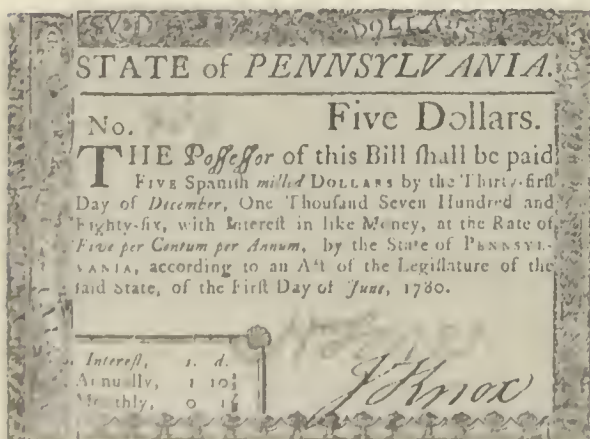 DOLLA
STATE of PENNSYLVANIA.
No.
Five Dollars.
THE Poſſeſſor of this Bill ſhall be paid
FIVE Spaniſh milled DOLLARS by the Thirty-firſt
Day of December, One Thouſand Seven Hundred and
Eighty-ſix, with Intereſt in like Money, at the Rate of
Five per Centum per Annum, by the State of PENNSYL-
VANIA, according to an Act of the Legiſlature of the
ſaid State, of the Firſt Day of June, 1780.
Intereſt, s. d.
Annually, 1 10½
Monthly, 0 1
J Knox